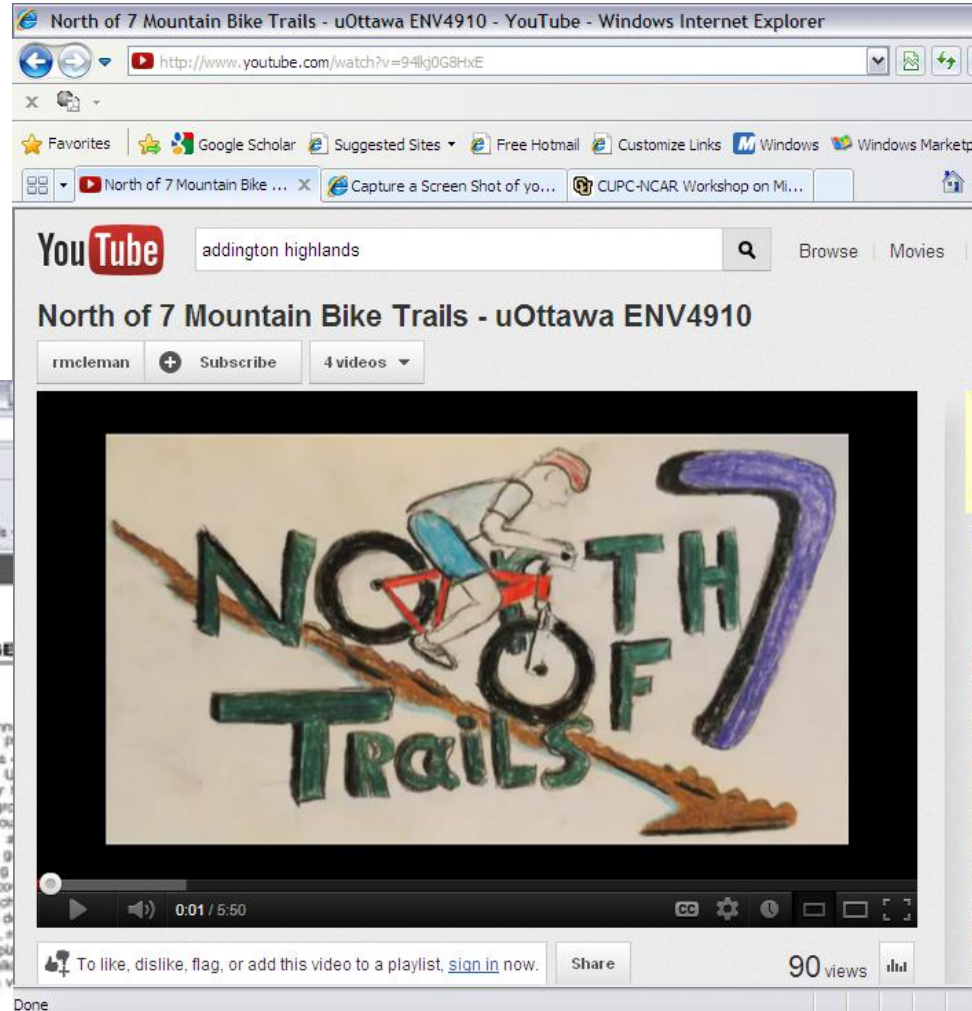 North of 7 Mountain Bike Trails - uOttawa ENV4910 - YouTube - Windows Internet Explorer
http://www.youtube.com/watch?v=94lkj0G8HxE
x
Favorites Google Scholar Suggested Sites Free Hotmail Customize Links Windows Windows Marketp
North of 7 Mountain Bike ... X Capture a Screen Shot of yo... CUPC-NCAR Workshop on Mi...
YouTube addington highlands Browse Movies
North of 7 Mountain Bike Trails - uOttawa ENV4910
rmcleman Subscribe 4 videos
NORTH
OF 7
TRaiLS
0:01 / 5:50 CC
To like, dislike, flag, or add this video to a playlist, sign in now. Share 90 views
Done